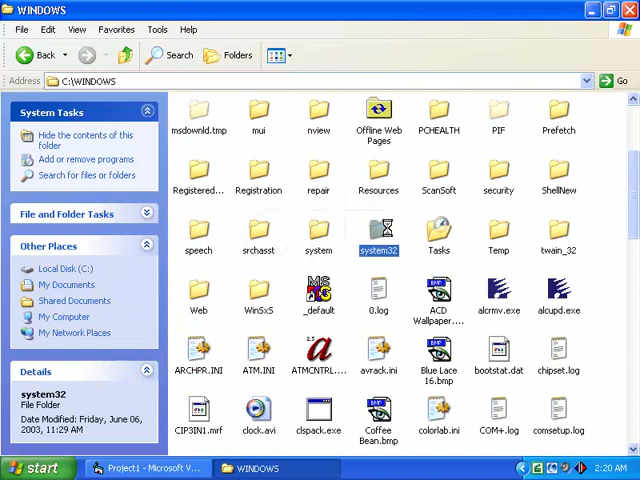 WINDOWS
File Edit View Favorites Tools Help
Back Search Folders
Address C:\WINDOWS Go
System Tasks
Hide the contents of this
folder
Add or remove programs
Search for files or folders
File and Folder Tasks
Other Places
Local Disk (C:)
My Documents
Shared Documents
My Computer
My Network Places
Details
system32
File Folder
Date Modified: Friday, June 06,
2003, 11:29 AM
msdownld.tmp mui nview Offline Web
Pages PCHEALTH PIF Prefetch
Registered... Registration repair Resources ScanSoft security ShellNew
speech srchasst system system32 Tasks Temp twain_32
Web WinSxS _default 0.log ACD
Wallpaper.... alcrmv.exe alcupd.exe
ARCHPR.INI ATM.INI ATMCNTRL.... avrack.ini Blue Lace
16.bmp bootstat.dat chipset.log
CIP3IN1.mrf clock.avi clspack.exe Coffee
Bean.bmp colorlab.ini COM+.log comsetup.log
start Project1 - Microsoft V... WINDOWS 2:20 AM